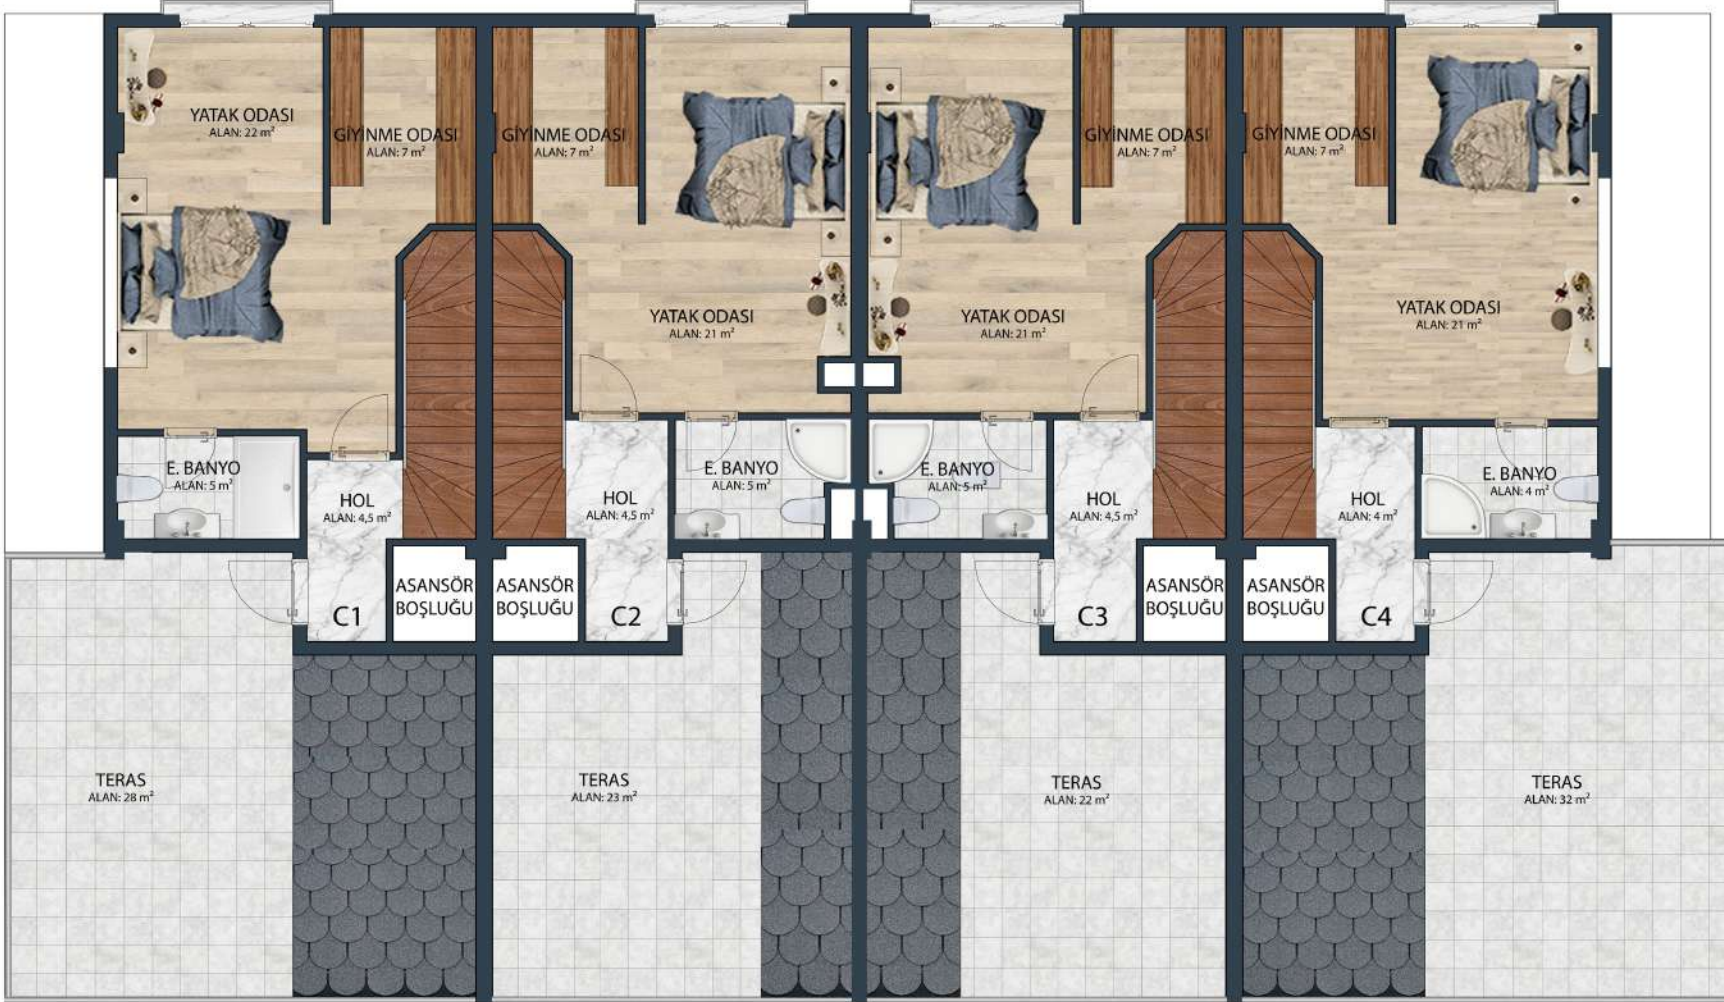 YATAK ODASI
ALAN: 22 m²
GİYİNME ODASI
ALAN: 7 m²
E. BANYO
ALAN: 5 m²
HOL
ALAN: 4,5 m²
C1
ASANSÖR
BOŞLUĞU
TERAS
ALAN: 28 m²
GİYİNME ODASI
ALAN: 7 m²
YATAK ODASI
ALAN: 21 m²
HOL
ALAN: 4,5 m²
E. BANYO
ALAN: 5 m²
ASANSÖR
BOŞLUĞU
C2
TERAS
ALAN: 23 m²
GİYİNME ODASI
ALAN: 7 m²
YATAK ODASI
ALAN: 21 m²
E. BANYO
ALAN: 5 m²
HOL
ALAN: 4,5 m²
C3
ASANSÖR
BOŞLUĞU
TERAS
ALAN: 22 m²
GİYİNME ODASI
ALAN: 7 m²
YATAK ODASI
ALAN: 21 m²
E. BANYO
ALAN: 4 m²
HOL
ALAN: 4 m²
ASANSÖR
BOŞLUĞU
C4
TERAS
ALAN: 32 m²